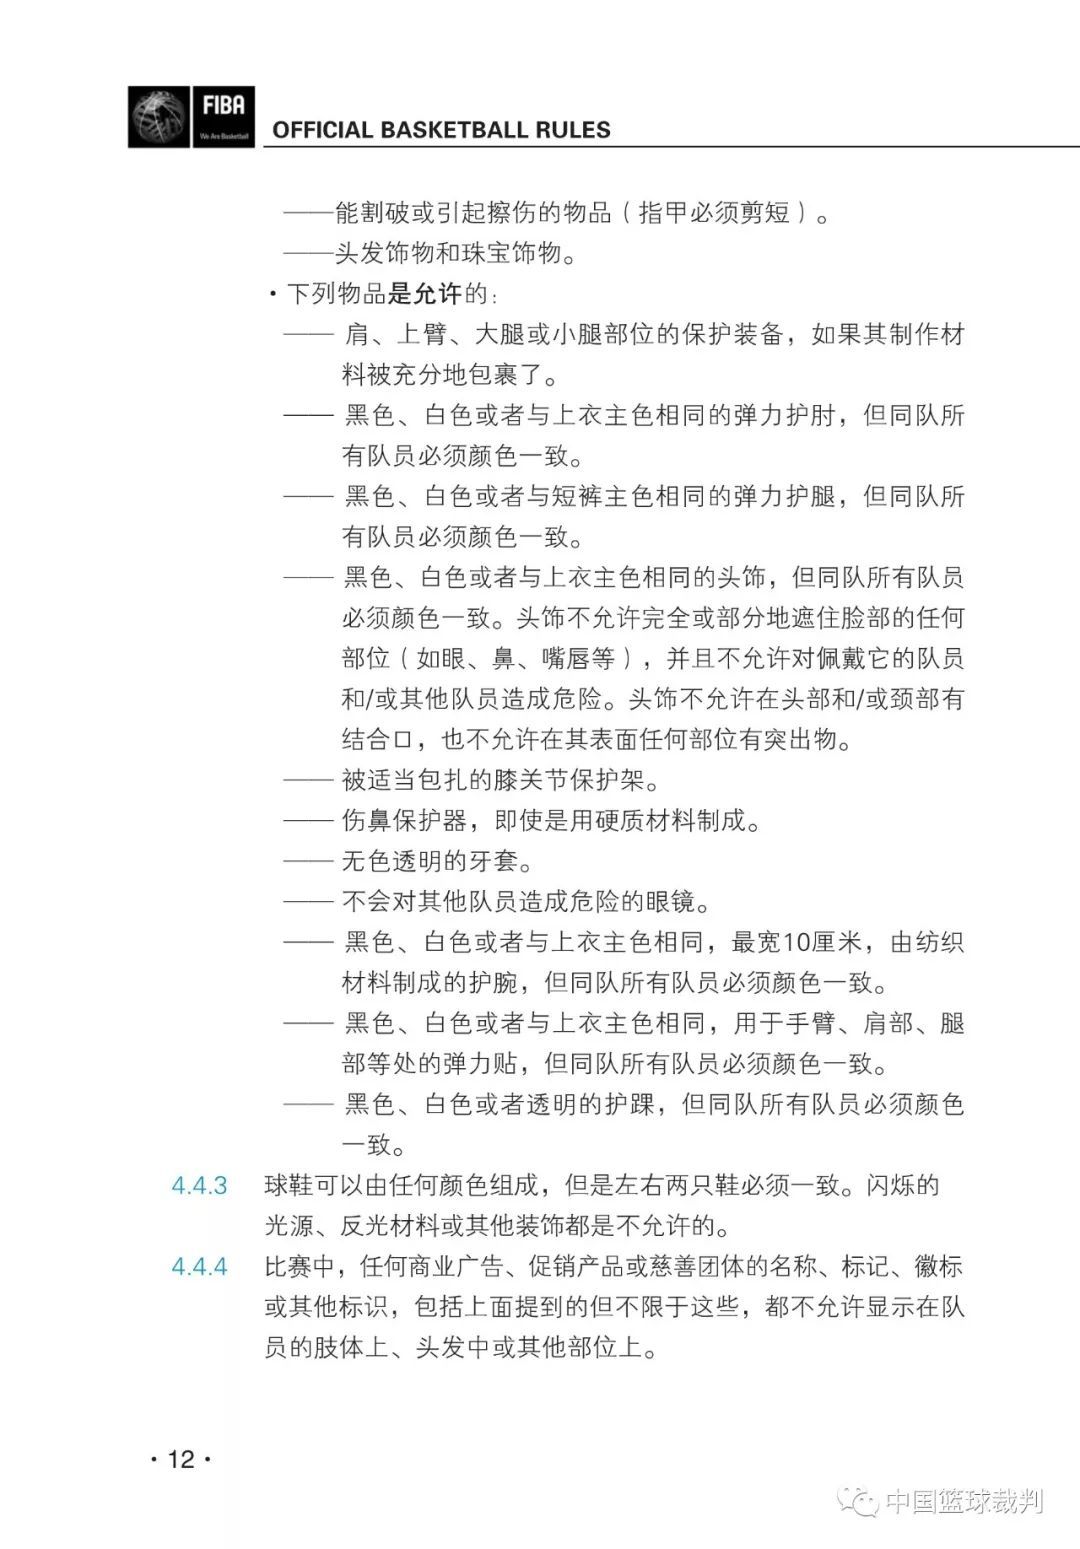 FIBA
We Are Basketball
OFFICIAL BASKETBALL RULES
——能割破或引起擦伤的物品（指甲必须剪短）。
——头发饰物和珠宝饰物。
·下列物品是允许的：
—— 肩、上臂、大腿或小腿部位的保护装备，如果其制作材
料被充分地包裹了。
—— 黑色、白色或者与上衣主色相同的弹力护肘，但同队所
有队员必须颜色一致。
—— 黑色、白色或者与短裤主色相同的弹力护腿，但同队所
有队员必须颜色一致。
—— 黑色、白色或者与上衣主色相同的头饰，但同队所有队员
必须颜色一致。头饰不允许完全或部分地遮住脸部的任何
部位（如眼、鼻、嘴唇等），并且不允许对佩戴它的队员
和/或其他队员造成危险。头饰不允许在头部和/或颈部有
结合口，也不允许在其表面任何部位有突出物。
—— 被适当包扎的膝关节保护架。
—— 伤鼻保护器，即使是用硬质材料制成。
—— 无色透明的牙套。
—— 不会对其他队员造成危险的眼镜。
—— 黑色、白色或者与上衣主色相同，最宽10厘米，由纺织
材料制成的护腕，但同队所有队员必须颜色一致。
—— 黑色、白色或者与上衣主色相同，用于手臂、肩部、腿
部等处的弹力贴，但同队所有队员必须颜色一致。
—— 黑色、白色或者透明的护踝，但同队所有队员必须颜色
一致。
4.4.3 球鞋可以由任何颜色组成，但是左右两只鞋必须一致。闪烁的
光源、反光材料或其他装饰都是不允许的。
4.4.4 比赛中，任何商业广告、促销产品或慈善团体的名称、标记、徽标
或其他标识，包括上面提到的但不限于这些，都不允许显示在队
员的肢体上、头发中或其他部位上。
·12·
中国篮球裁判